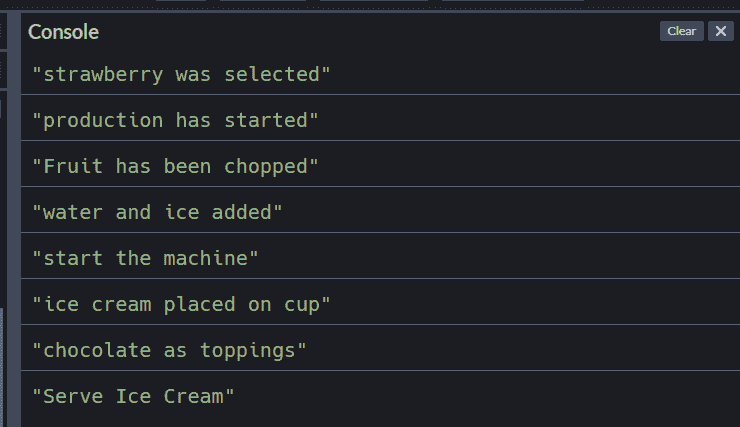 Console
Clear
"strawberry was selected"
"production has started"
"Fruit has been chopped"
"water and ice added"
"start the machine"
"ice cream placed on cup"
"chocolate as toppings"
"Serve Ice Cream"